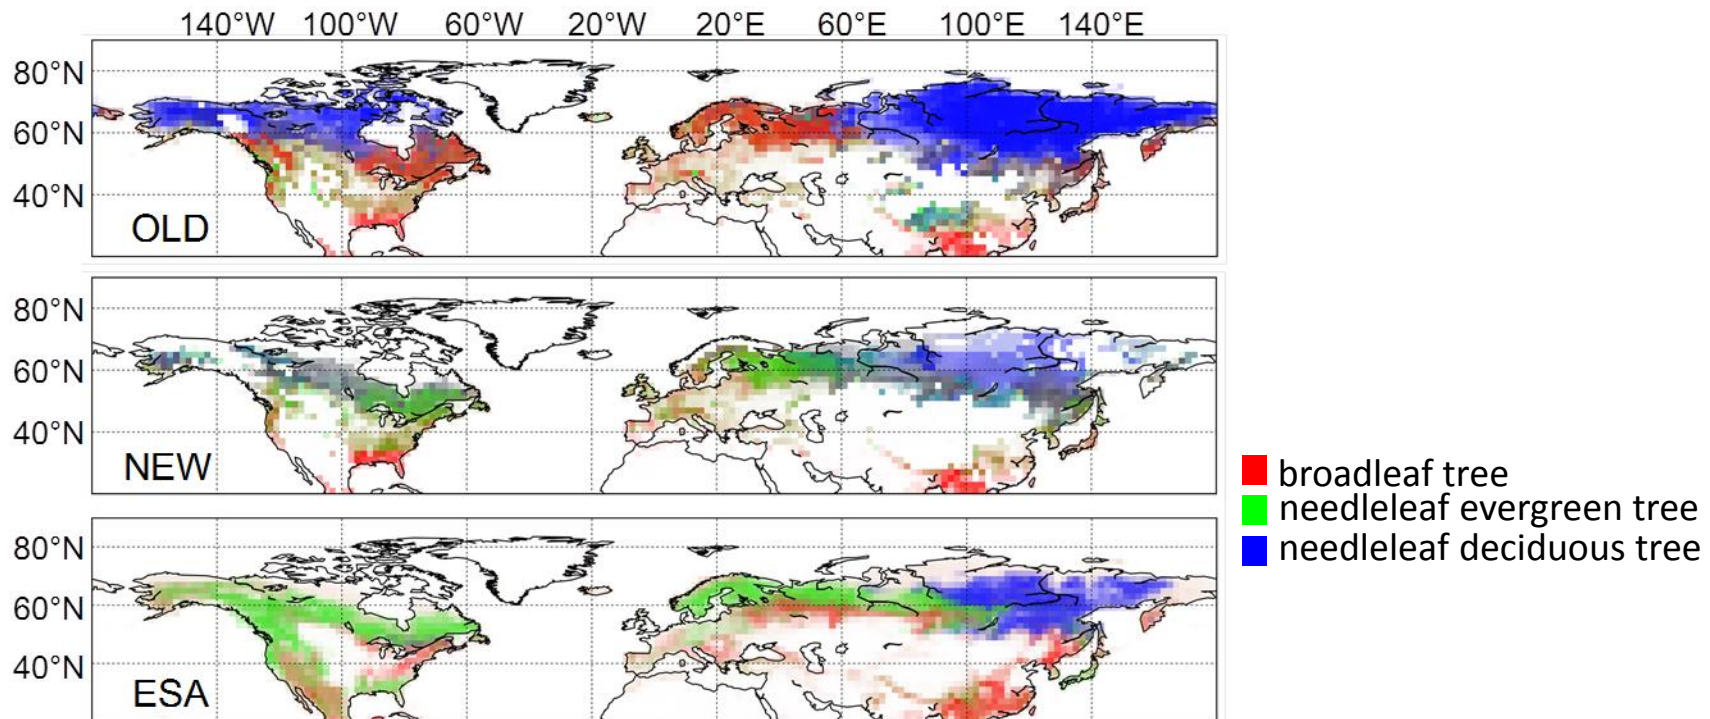 140°W 100°W 60°W 20°W 20°E 60°E 100°E 140°E
80°N
60°N
40°N
OLD
80°N
60°N
40°N
NEW
80°N
60°N
40°N
ESA
broadleaf tree
needleleaf evergreen tree
needleleaf deciduous tree